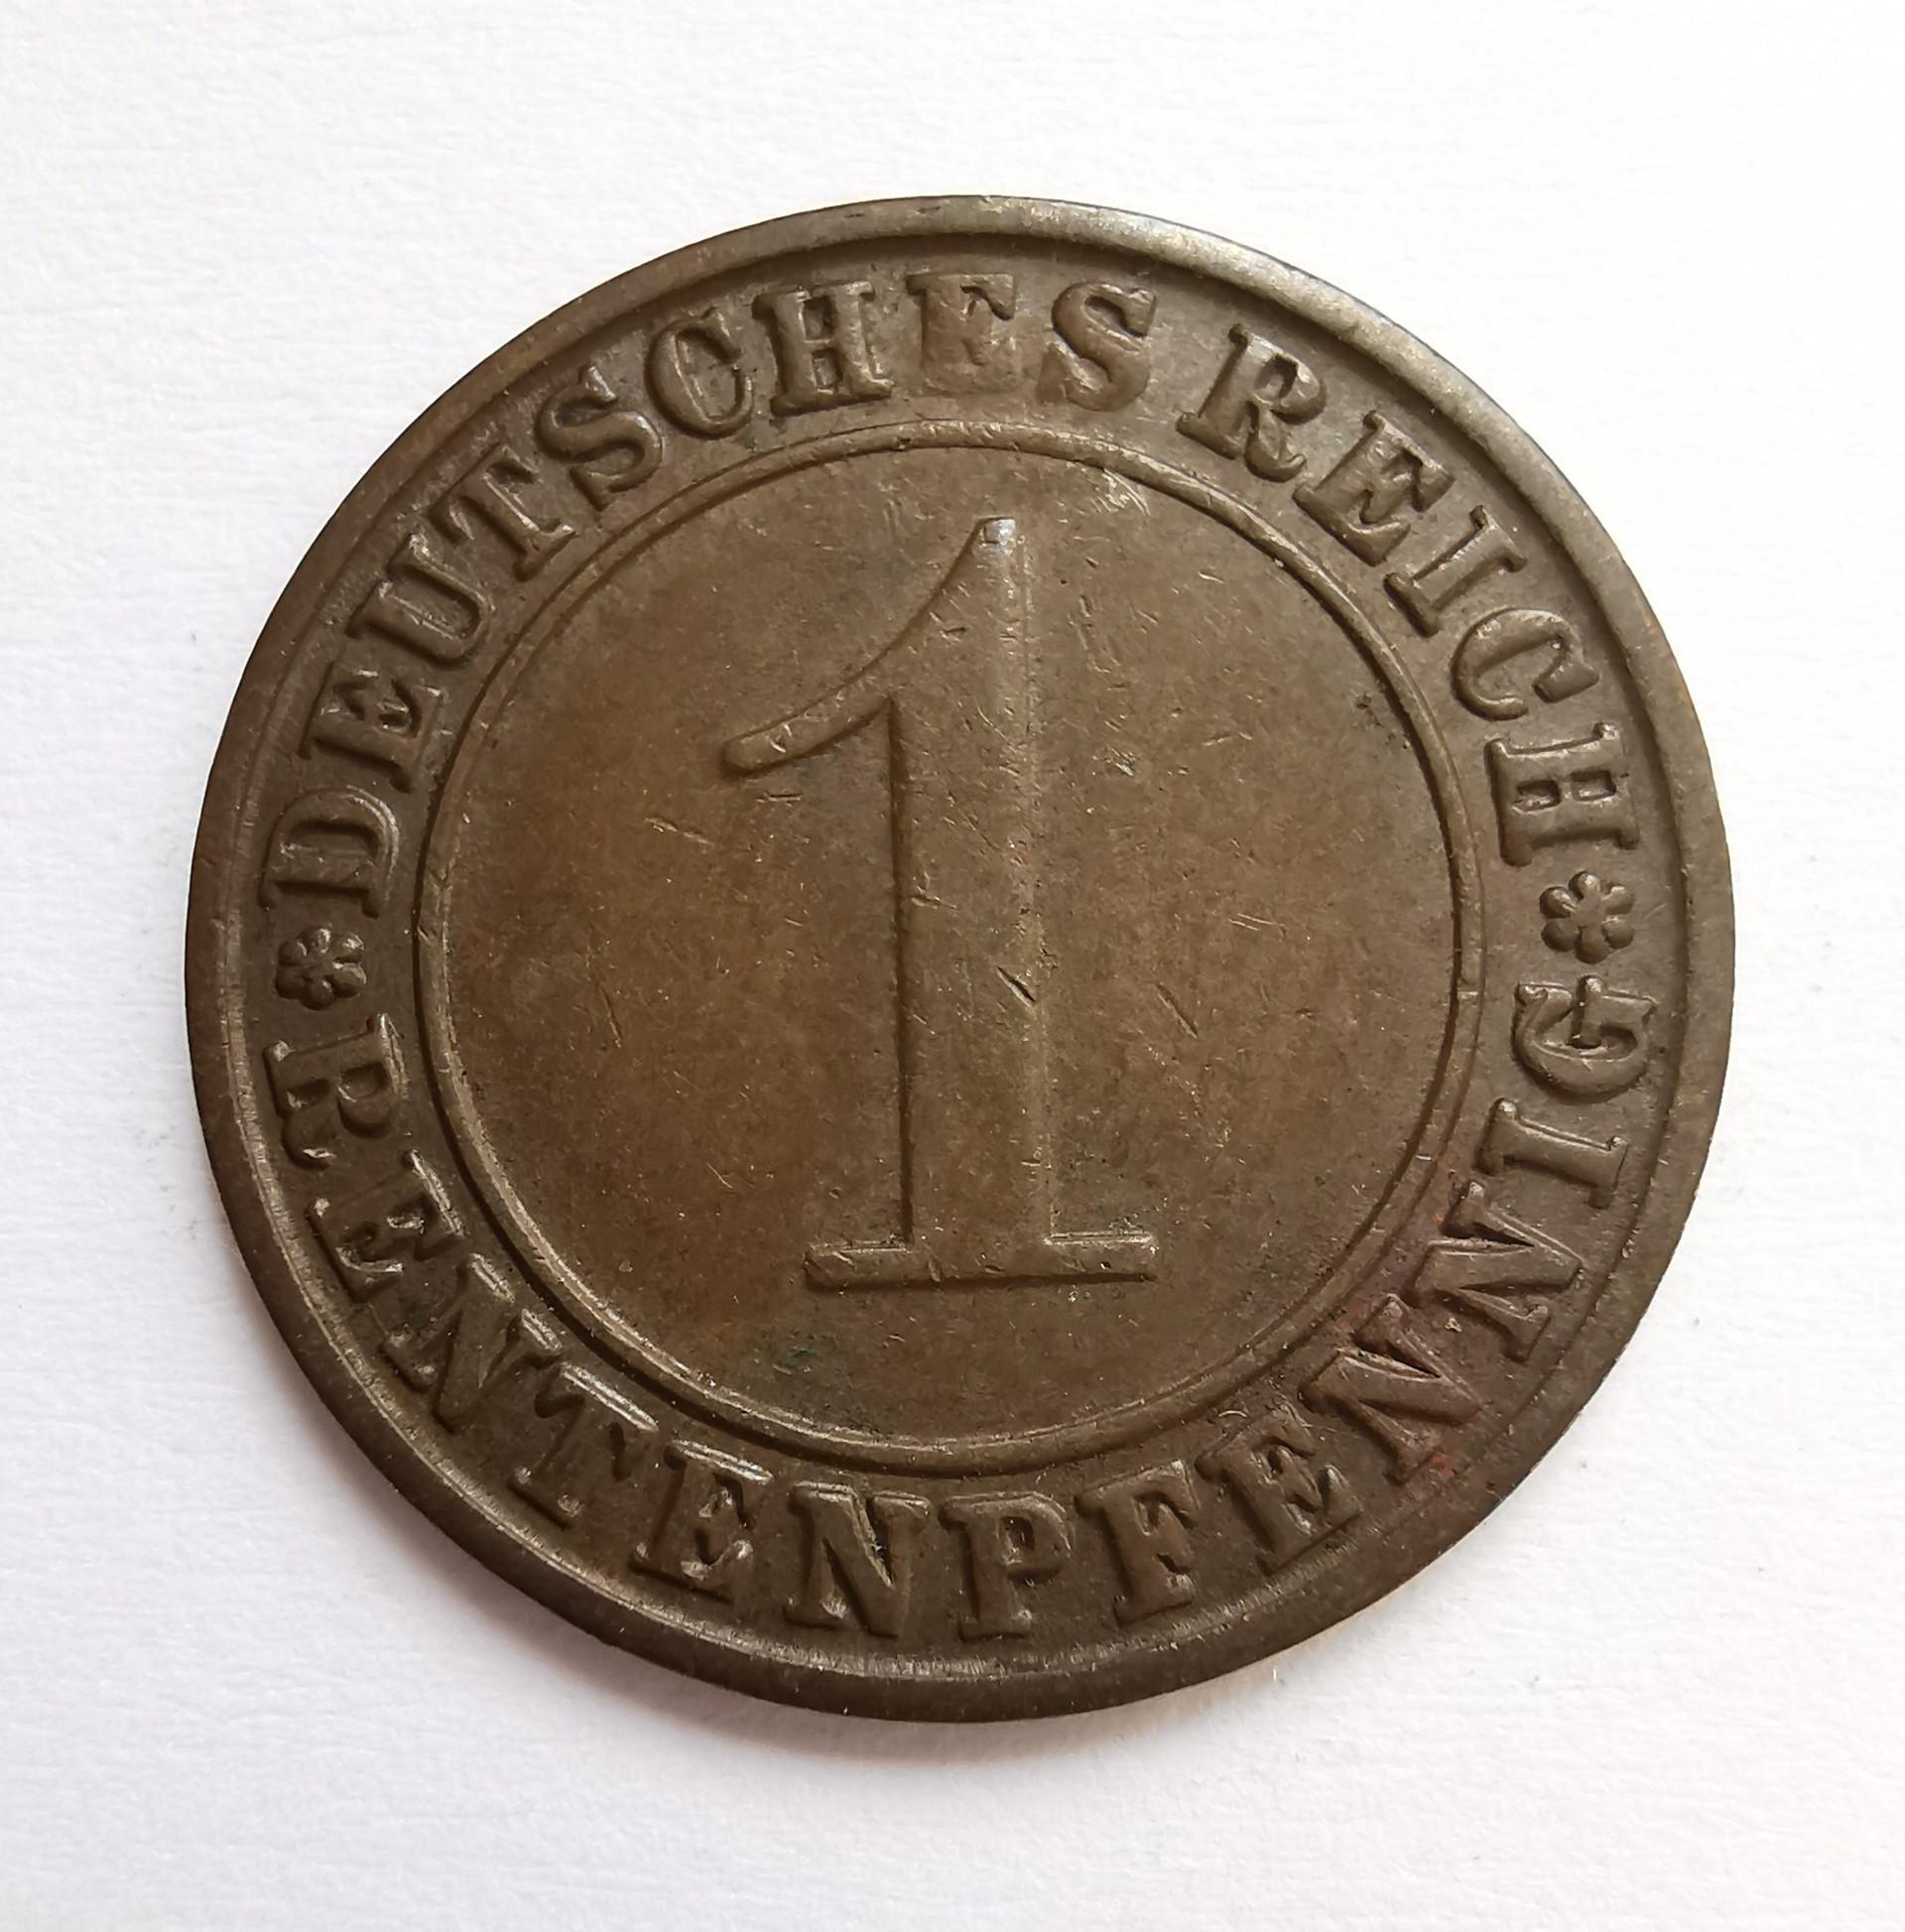 DEUTSCHES REICH
1
RENTENPFENNIG